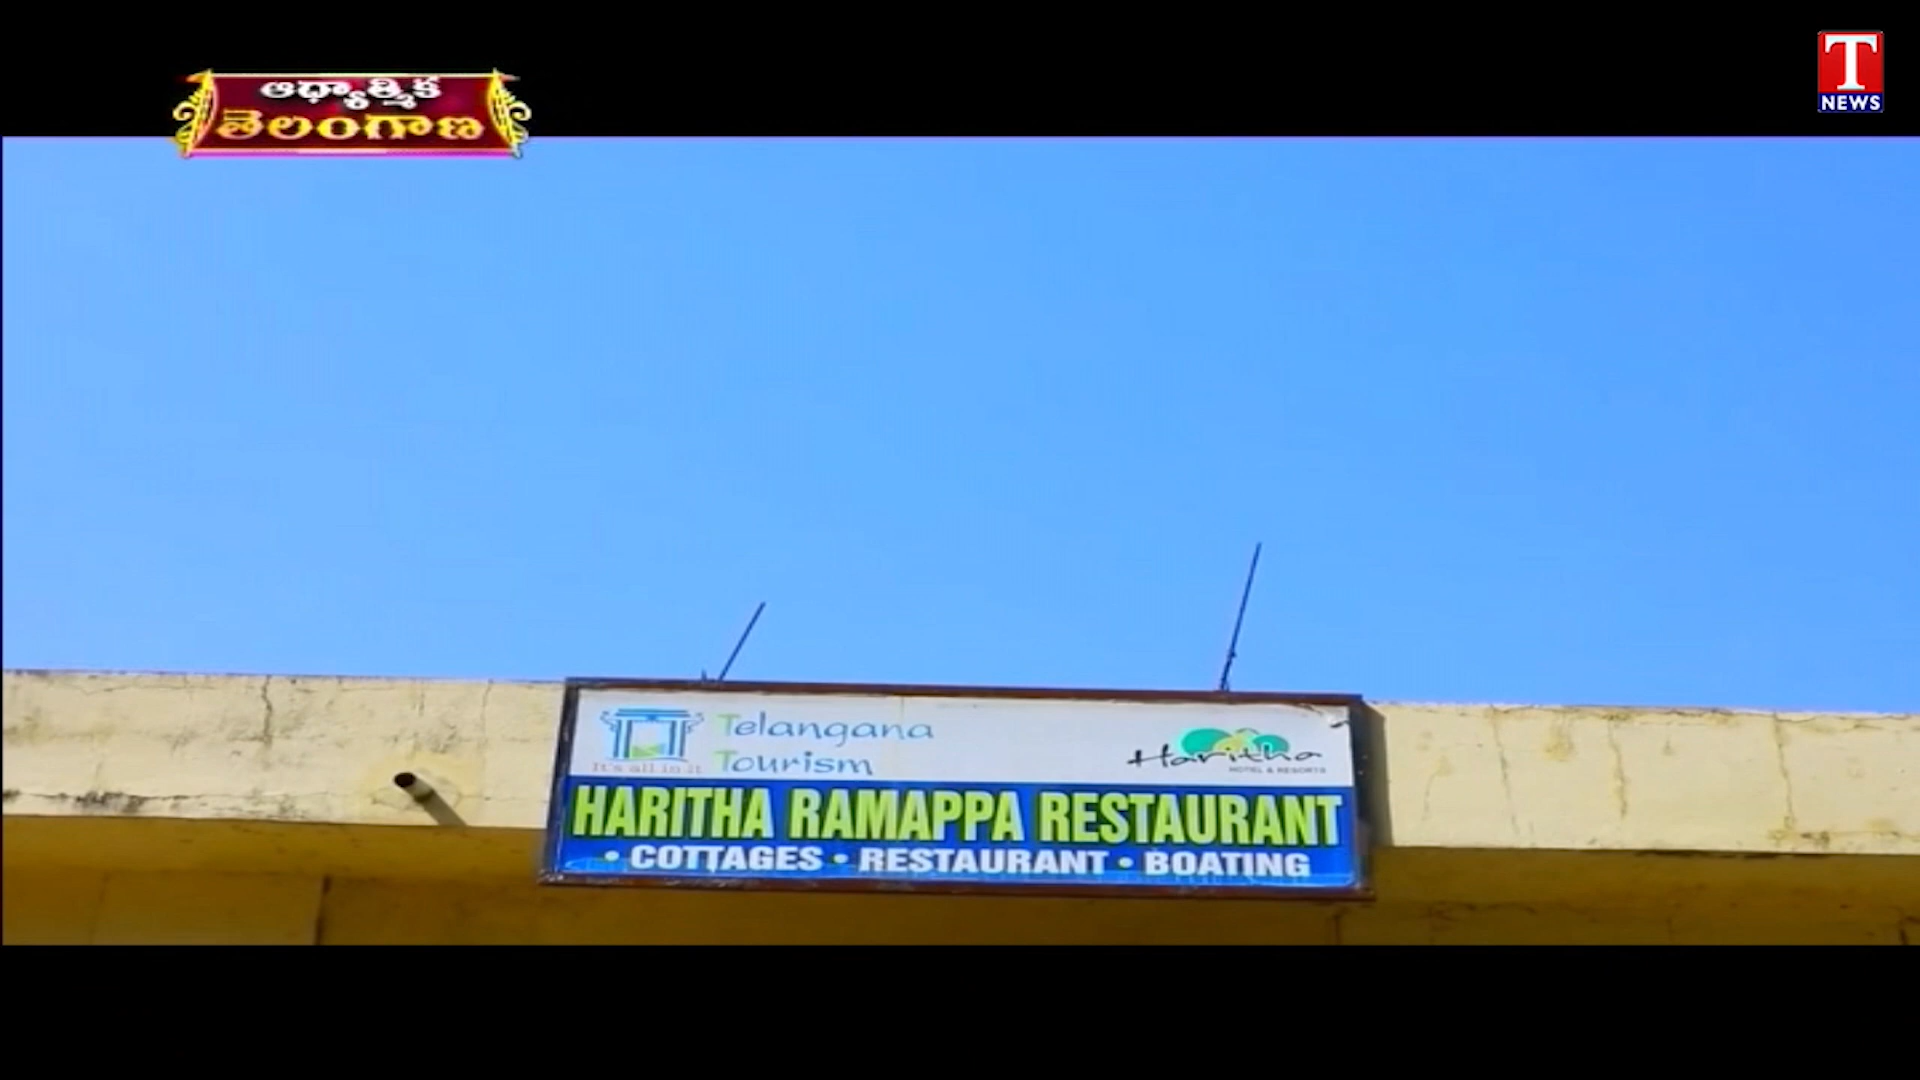 ఆధ్యాత్మిక
తెలంగాణ
T
NEWS
Telangana
Tourism
It's all in it
Haritha
HOTEL & RESORTS
HARITHA RAMAPPA RESTAURANT
• COTTAGES • RESTAURANT • BOATING